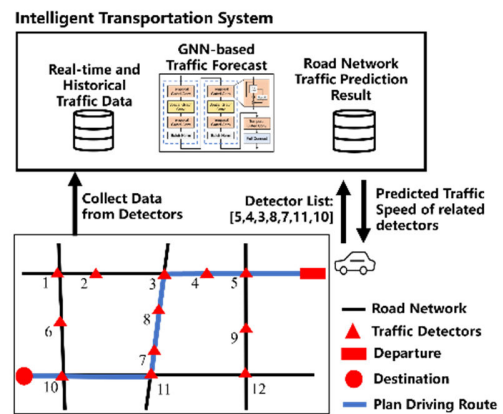 Intelligent Transportation System
Real-time and
Historical
Traffic Data
GNN-based
Traffic Forecast
Road Network
Traffic Prediction
Result
Collect Data
from Detectors
Detector List:
[5,4,3,8,7,11,10]
Predicted Traffic
Speed of related
detectors
1
2
3
4
5
6
8
9
7
10
11
12
Road Network
Traffic Detectors
Departure
Destination
Plan Driving Route